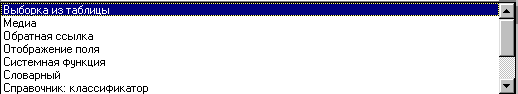 Выборка из таблицы
Медиа
Обратная ссылка
Отображение поля
Системная функция
Словарный
Справочник: классификатор